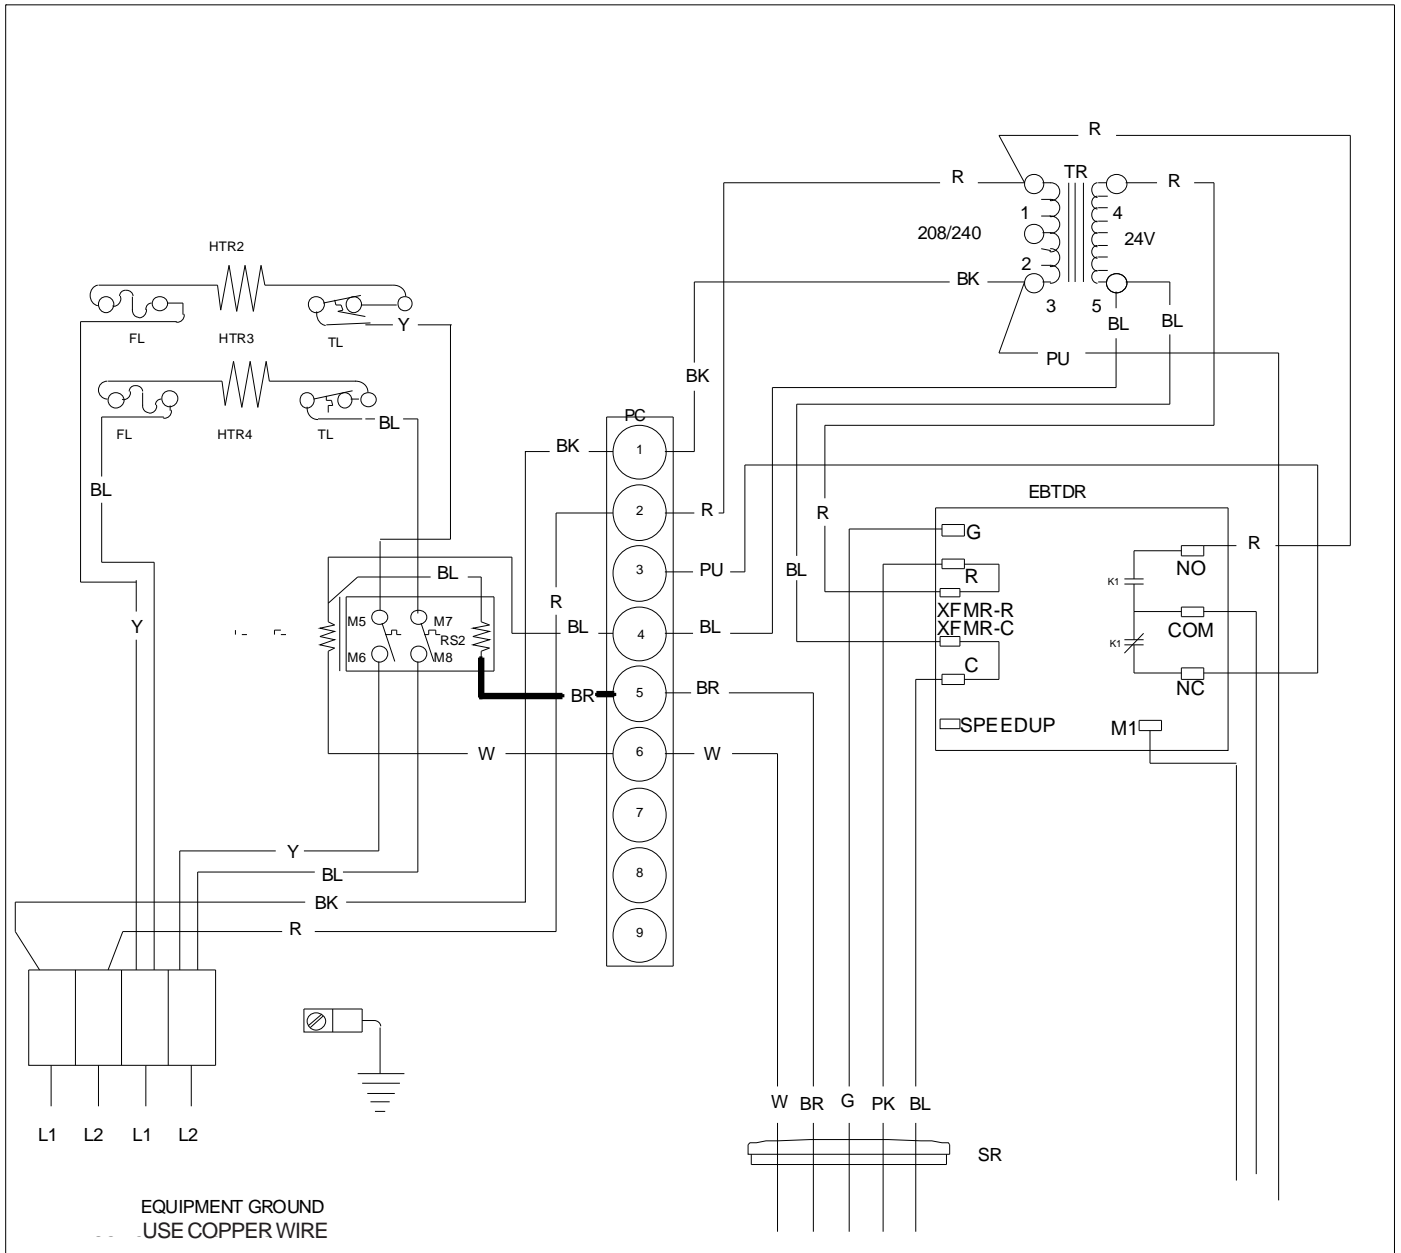 R
R
TR
R
1
4
208/240
24V
HTR2
2
BK
3
5
BL
BL
FL
HTR3
TL
Y
PU
BK
PC
FL
HTR4
TL
BL
BK
1
BL
EBTDR
R
2
R
G
R
NO
K1
BL
3
PU
BL
R
R
XFMR-R
XFMR-C
COM
K1
Y
M5
M7
RS2
BL
4
BL
M6
M8
C
NC
BR
5
BR
SPEEDUP
M1
W
6
W
7
Y
BL
8
BK
R
9
W
BR
G
PK
BL
L1
L2
L1
L2
SR
EQUIPMENT GROUND
USE COPPER WIRE